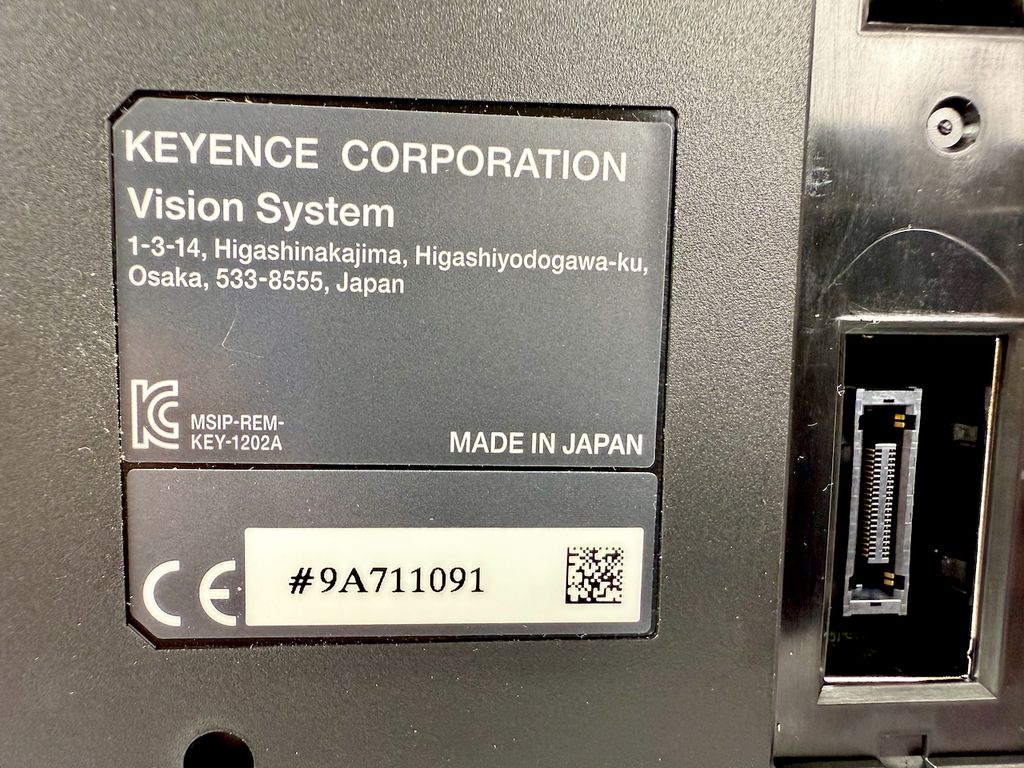 KEYENCE CORPORATION
Vision System
1-3-14, Higashinakajima, Higashiyodogawa-ku,
Osaka, 533-8555, Japan
MSIP-REM-
KEY-1202A
MADE IN JAPAN
CE
#9A711091